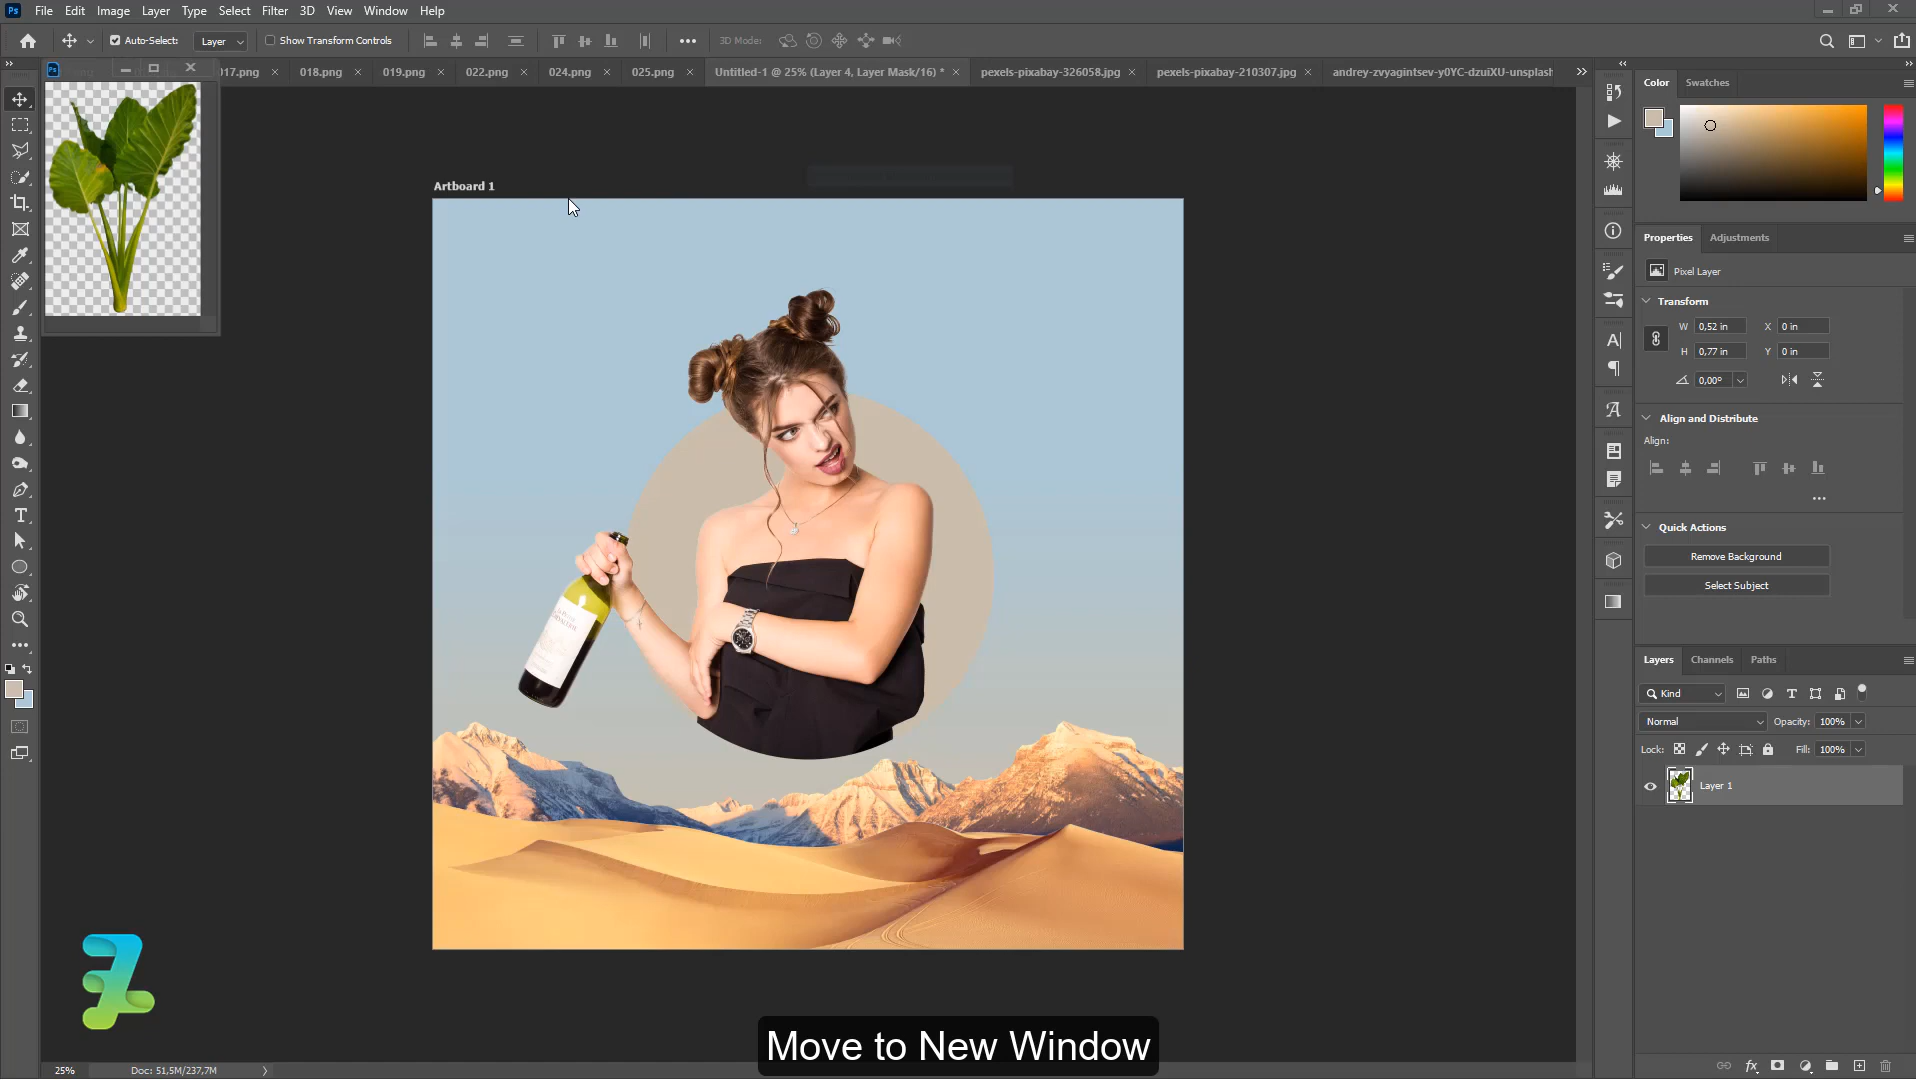 Ps File Edit Image Layer Type Select Filter 3D View Window Help
Auto-Select: Layer Show Transform Controls 3D Mode:
Ps 017.png 018.png 019.png 022.png 024.png 025.png Untitled-1 @ 25% (Layer 4, Layer Mask/16) * pexels-pixabay-326058.jpg pexels-pixabay-210307.jpg andrey-zvyagintsev-y0YC-dzuiXU-unsplash
Color Swatches
Artboard 1
Properties Adjustments
Pixel Layer
Transform
W 0,52 in X 0 in
H 0,77 in Y 0 in
0,00°
Align and Distribute
Align:
Quick Actions
Remove Background
Select Subject
Layers Channels Paths
Kind
Normal Opacity: 100%
Lock: Fill: 100%
Layer 1
Move to New Window
25% Doc: 51,5M/237,7M